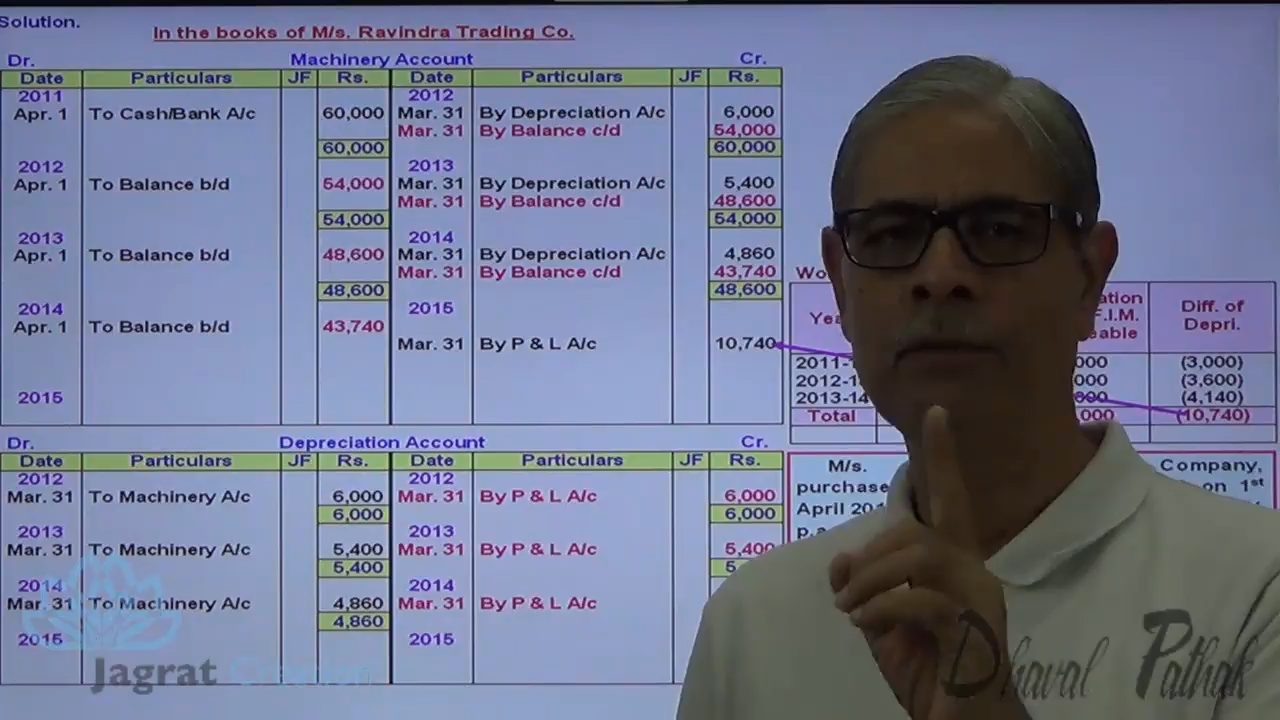 Solution.
In the books of M/s. Ravindra Trading Co.
Dr. Machinery Account Cr.
Date Particulars JF Rs. Date Particulars JF Rs.
2011 2012
Apr. 1 To Cash/Bank A/c 60,000 Mar. 31 By Depreciation A/c 6,000
Mar. 31 By Balance c/d 54,000
60,000 60,000
2012 2013
Apr. 1 To Balance b/d 54,000 Mar. 31 By Depreciation A/c 5,400
Mar. 31 By Balance c/d 48,600
54,000 54,000
2013 2014
Apr. 1 To Balance b/d 48,600 Mar. 31 By Depreciation A/c 4,860
Mar. 31 By Balance c/d 43,740
48,600 48,600
2014 2015
Apr. 1 To Balance b/d 43,740
Mar. 31 By P & L A/c 10,740
2015
Diff. of
Depri.
2011-1 000 (3,000)
2012-1 000 (3,600)
2013-14 (4,140)
Total 000 (10,740)
Dr. Depreciation Account Cr.
Date Particulars JF Rs. Date Particulars JF Rs.
2012 2012
Mar. 31 To Machinery A/c 6,000 Mar. 31 By P & L A/c 6,000
6,000 6,000
2013 2013
Mar. 31 To Machinery A/c 5,400 Mar. 31 By P & L A/c 5,400
5,400
2014 2014
Mar. 31 To Machinery A/c 4,860 Mar. 31 By P & L A/c
4,860
2015 2015
M/s. Company,
purchase on 1st
April 201
p.a.
Jagrat Creation
Dhaval Pathak